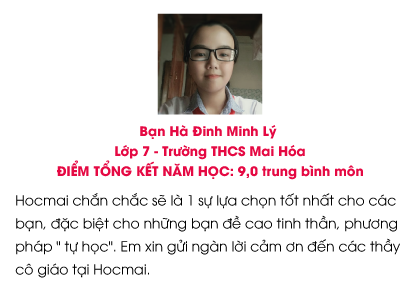 Bạn Hà Đinh Minh Lý
Lớp 7 - Trường THCS Mai Hóa
ĐIỂM TỔNG KẾT NĂM HỌC: 9,0 trung bình môn
Hocmai chắn chắc sẽ là 1 sự lựa chọn tốt nhất cho các
bạn, đặc biệt cho những bạn đề cao tinh thần, phương
pháp " tự học". Em xin gửi ngàn lời cảm ơn đến các thầy
cô giáo tại Hocmai.